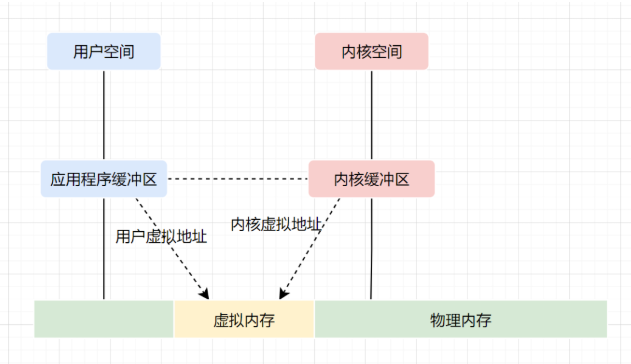 用户空间
内核空间
应用程序缓冲区
内核缓冲区
用户虚拟地址
内核虚拟地址
虚拟内存
物理内存